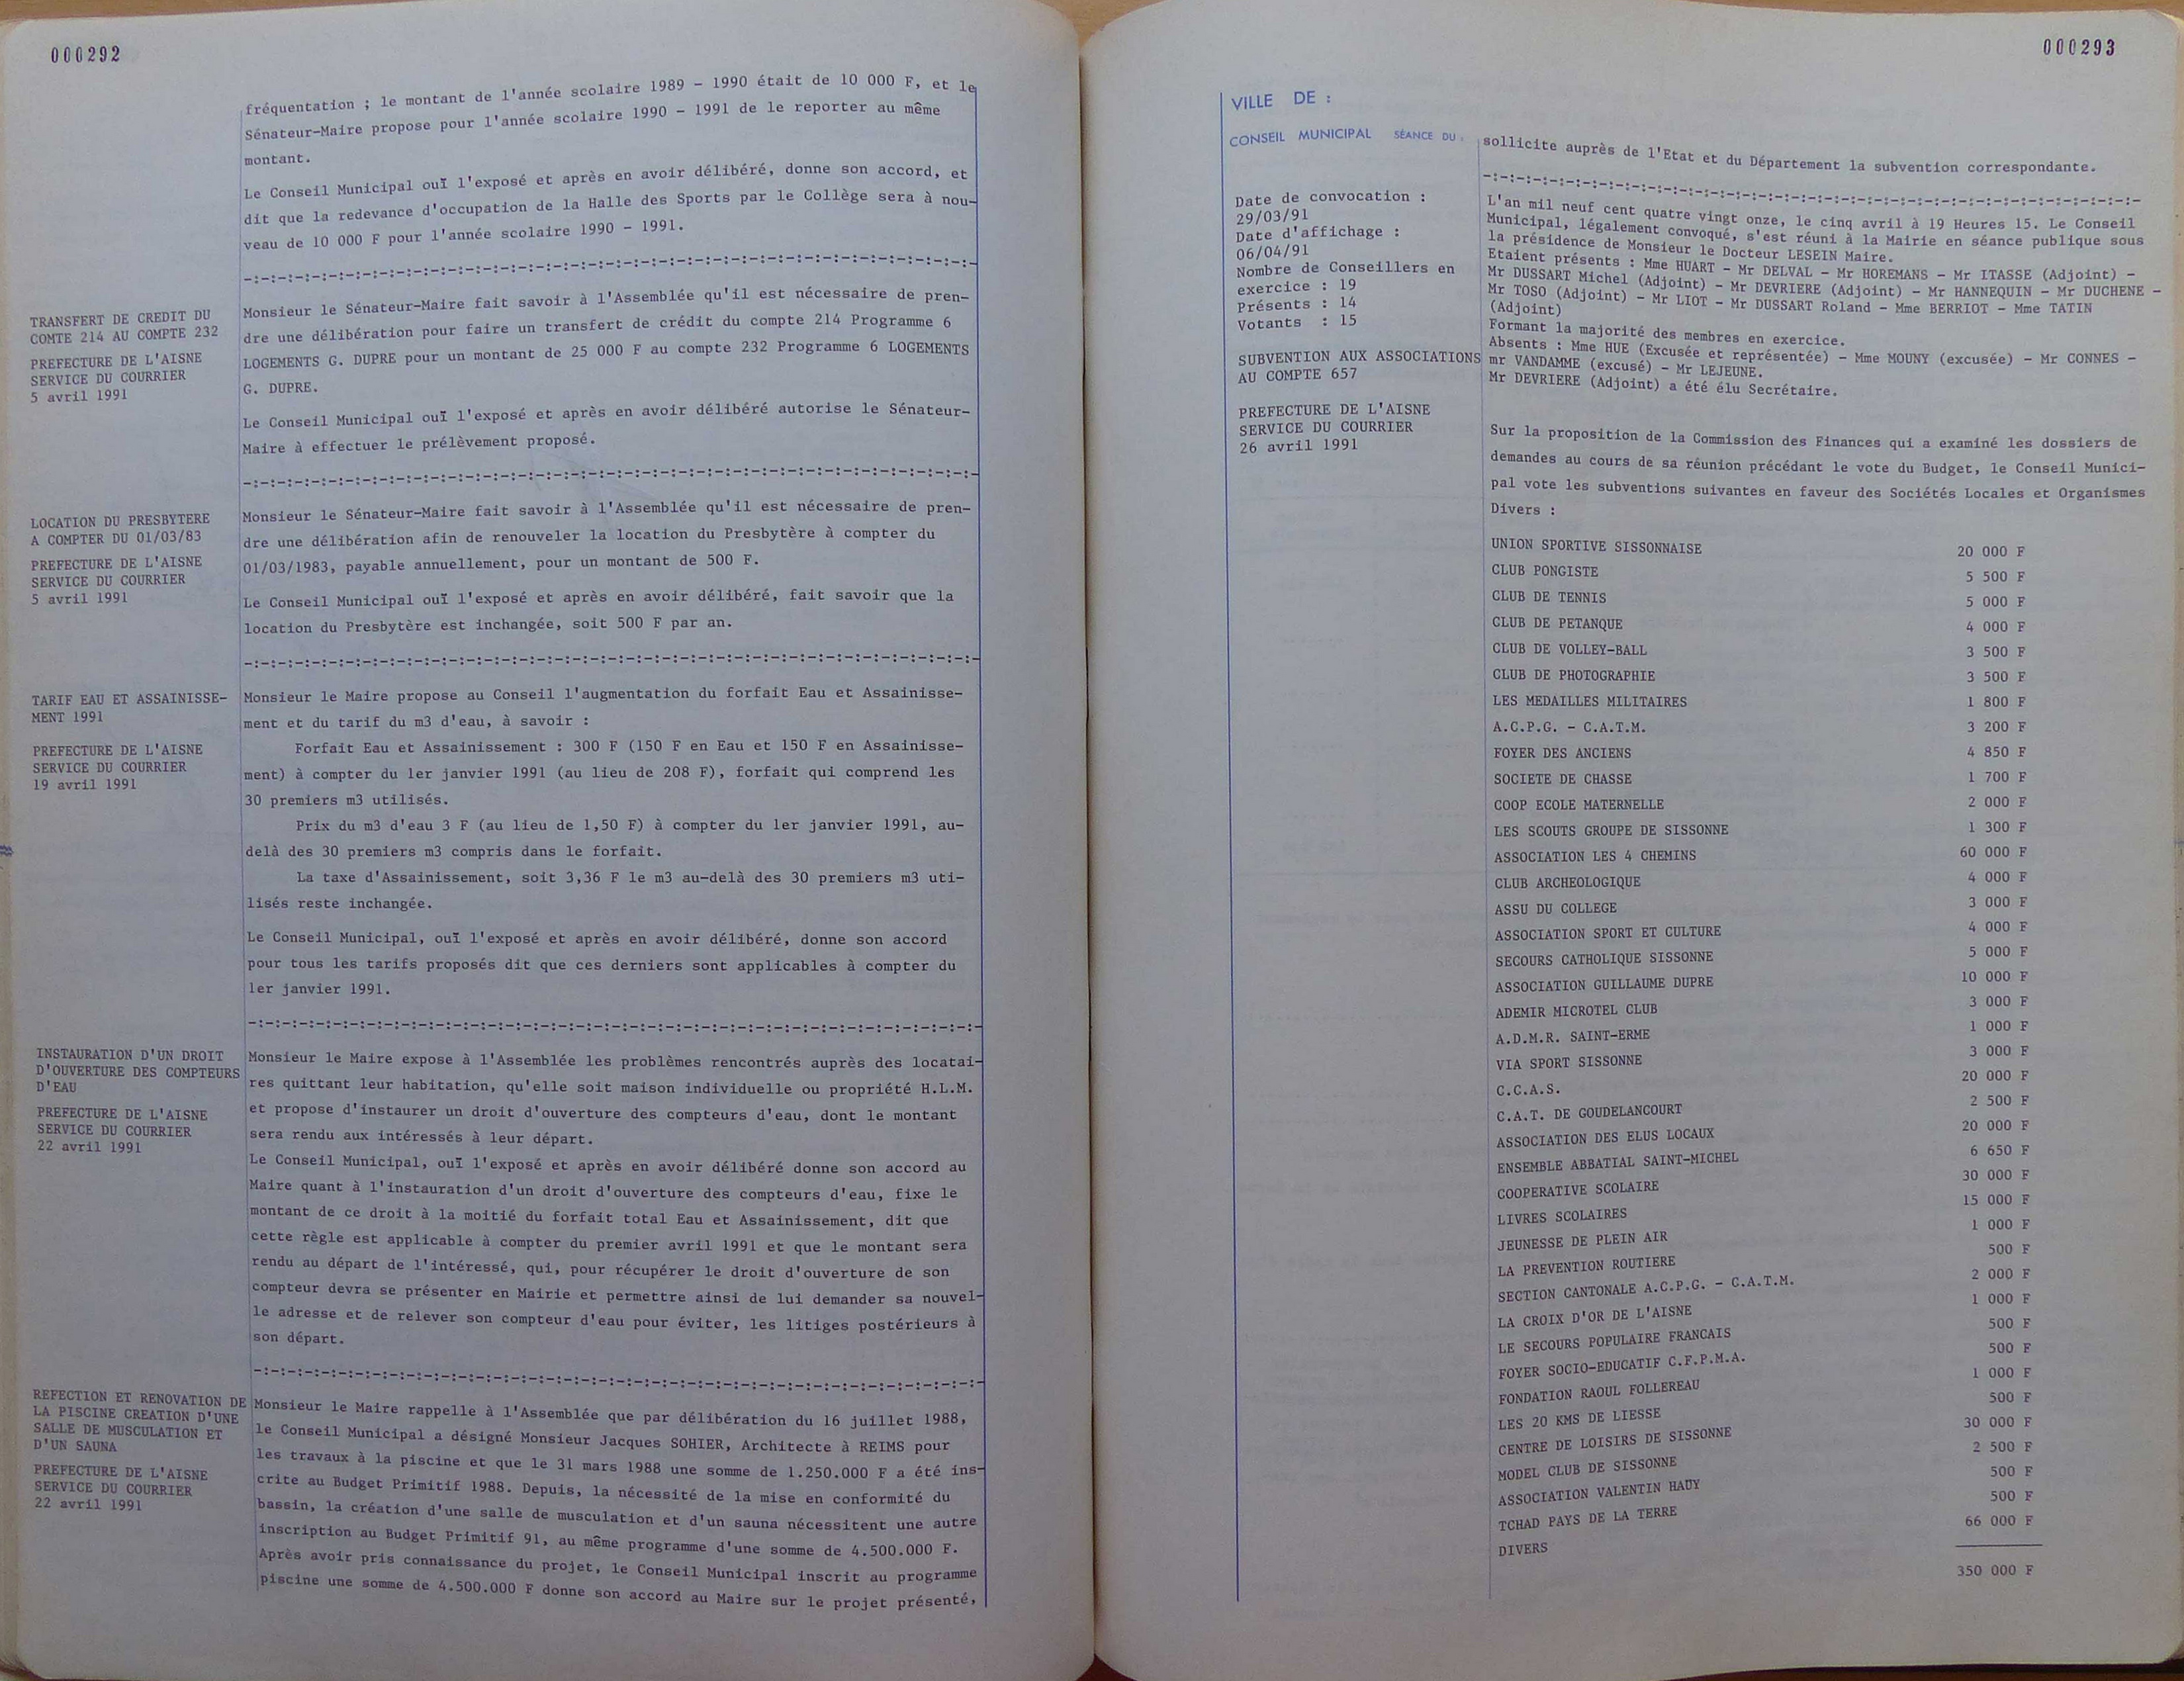 000292
fréquentation ; le montant de l'année scolaire 1989 - 1990 était de 10 000 F, et le
Sénateur-Maire propose pour l'année scolaire 1990 - 1991 de le reporter au même
montant.
Le Conseil Municipal ouï l'exposé et après en avoir délibéré, donne son accord, et
dit que la redevance d'occupation de la Halle des Sports par le Collège sera à nou-
veau de 10 000 F pour l'année scolaire 1990 - 1991.
-:-:-:-:-:-:-:-:-:-:-:-:-:-:-:-:-:-:-:-:-:-:-:-:-:-:-:-:-:-:-:-:-:-:-:-:-:-:-:-:-:-
TRANSFERT DE CREDIT DU
COMTE 214 AU COMPTE 232
PREFECTURE DE L'AISNE
SERVICE DU COURRIER
5 avril 1991
Monsieur le Sénateur-Maire fait savoir à l'Assemblée qu'il est nécessaire de pren-
dre une délibération pour faire un transfert de crédit du compte 214 Programme 6
LOGEMENTS G. DUPRE pour un montant de 25 000 F au compte 232 Programme 6 LOGEMENTS
G. DUPRE.
Le Conseil Municipal ouï l'exposé et après en avoir délibéré autorise le Sénateur-
Maire à effectuer le prélèvement proposé.
-:-:-:-:-:-:-:-:-:-:-:-:-:-:-:-:-:-:-:-:-:-:-:-:-:-:-:-:-:-:-:-:-:-:-:-:-:-:-:-:-:-
LOCATION DU PRESBYTERE
A COMPTER DU 01/03/83
PREFECTURE DE L'AISNE
SERVICE DU COURRIER
5 avril 1991
Monsieur le Sénateur-Maire fait savoir à l'Assemblée qu'il est nécessaire de pren-
dre une délibération afin de renouveler la location du Presbytère à compter du
01/03/1983, payable annuellement, pour un montant de 500 F.
Le Conseil Municipal ouï l'exposé et après en avoir délibéré, fait savoir que la
location du Presbytère est inchangée, soit 500 F par an.
-:-:-:-:-:-:-:-:-:-:-:-:-:-:-:-:-:-:-:-:-:-:-:-:-:-:-:-:-:-:-:-:-:-:-:-:-:-:-:-:-:-
TARIF EAU ET ASSAINISSE-
MENT 1991
PREFECTURE DE L'AISNE
SERVICE DU COURRIER
19 avril 1991
Monsieur le Maire propose au Conseil l'augmentation du forfait Eau et Assainisse-
ment et du tarif du m3 d'eau, à savoir :
Forfait Eau et Assainissement : 300 F (150 F en Eau et 150 F en Assainisse-
ment) à compter du 1er janvier 1991 (au lieu de 208 F), forfait qui comprend les
30 premiers m3 utilisés.
Prix du m3 d'eau 3 F (au lieu de 1,50 F) à compter du 1er janvier 1991, au-
delà des 30 premiers m3 compris dans le forfait.
La taxe d'Assainissement, soit 3,36 F le m3 au-delà des 30 premiers m3 uti-
lisés reste inchangée.
Le Conseil Municipal, ouï l'exposé et après en avoir délibéré, donne son accord
pour tous les tarifs proposés dit que ces derniers sont applicables à compter du
1er janvier 1991.
-:-:-:-:-:-:-:-:-:-:-:-:-:-:-:-:-:-:-:-:-:-:-:-:-:-:-:-:-:-:-:-:-:-:-:-:-:-:-:-:-:-
INSTAURATION D'UN DROIT
D'OUVERTURE DES COMPTEURS
D'EAU
PREFECTURE DE L'AISNE
SERVICE DU COURRIER
22 avril 1991
Monsieur le Maire expose à l'Assemblée les problèmes rencontrés auprès des locatai-
res quittant leur habitation, qu'elle soit maison individuelle ou propriété H.L.M.
et propose d'instaurer un droit d'ouverture des compteurs d'eau, dont le montant
sera rendu aux intéressés à leur départ.
Le Conseil Municipal, ouï l'exposé et après en avoir délibéré donne son accord au
Maire quant à l'instauration d'un droit d'ouverture des compteurs d'eau, fixe le
montant de ce droit à la moitié du forfait total Eau et Assainissement, dit que
cette règle est applicable à compter du premier avril 1991 et que le montant sera
rendu au départ de l'intéressé, qui, pour récupérer le droit d'ouverture de son
compteur devra se présenter en Mairie et permettre ainsi de lui demander sa nouvel-
le adresse et de relever son compteur d'eau pour éviter, les litiges postérieurs à
son départ.
-:-:-:-:-:-:-:-:-:-:-:-:-:-:-:-:-:-:-:-:-:-:-:-:-:-:-:-:-:-:-:-:-:-:-:-:-:-:-:-:-:-
REFECTION ET RENOVATION DE
LA PISCINE CREATION D'UNE
SALLE DE MUSCULATION ET
D'UN SAUNA
PREFECTURE DE L'AISNE
SERVICE DU COURRIER
22 avril 1991
Monsieur le Maire rappelle à l'Assemblée que par délibération du 16 juillet 1988,
le Conseil Municipal a désigné Monsieur Jacques SOHIER, Architecte à REIMS pour
les travaux à la piscine et que le 31 mars 1988 une somme de 1.250.000 F a été ins-
crite au Budget Primitif 1988. Depuis, la nécessité de la mise en conformité du
bassin, la création d'une salle de musculation et d'un sauna nécessitent une autre
inscription au Budget Primitif 91, au même programme d'une somme de 4.500.000 F.
Après avoir pris connaissance du projet, le Conseil Municipal inscrit au programme
piscine une somme de 4.500.000 F donne son accord au Maire sur le projet présenté,
000293
VILLE DE :
CONSEIL MUNICIPAL SÉANCE DU :
sollicite auprès de l'Etat et du Département la subvention correspondante.
-:-:-:-:-:-:-:-:-:-:-:-:-:-:-:-:-:-:-:-:-:-:-:-:-:-:-:-:-:-:-:-:-:-:-:-:-:-
Date de convocation :
29/03/91
Date d'affichage :
06/04/91
Nombre de Conseillers en
exercice : 19
Présents : 14
Votants : 15
L'an mil neuf cent quatre vingt onze, le cinq avril à 19 Heures 15. Le Conseil
Municipal, légalement convoqué, s'est réuni à la Mairie en séance publique sous
la présidence de Monsieur le Docteur LESEIN Maire.
Etaient présents : Mme HUART - Mr DELVAL - Mr HOREMANS - Mr ITASSE (Adjoint) -
Mr DUSSART Michel (Adjoint) - Mr DEVRIERE (Adjoint) - Mr HANNEQUIN - Mr DUCHENE -
Mr TOSO (Adjoint) - Mr LIOT - Mr DUSSART Roland - Mme BERRIOT - Mme TATIN
(Adjoint)
Formant la majorité des membres en exercice.
Absents : Mme HUE (Excusée et représentée) - Mme MOUNY (excusée) - Mr CONNES -
mr VANDAMME (excusé) - Mr LEJEUNE.
Mr DEVRIERE (Adjoint) a été élu Secrétaire.
SUBVENTION AUX ASSOCIATIONS
AU COMPTE 657
PREFECTURE DE L'AISNE
SERVICE DU COURRIER
26 avril 1991
Sur la proposition de la Commission des Finances qui a examiné les dossiers de
demandes au cours de sa réunion précédant le vote du Budget, le Conseil Munici-
pal vote les subventions suivantes en faveur des Sociétés Locales et Organismes
Divers :
UNION SPORTIVE SISSONNAISE 20 000 F
CLUB PONGISTE 5 500 F
CLUB DE TENNIS 5 000 F
CLUB DE PETANQUE 4 000 F
CLUB DE VOLLEY-BALL 3 500 F
CLUB DE PHOTOGRAPHIE 3 500 F
LES MEDAILLES MILITAIRES 1 800 F
A.C.P.G. - C.A.T.M. 3 200 F
FOYER DES ANCIENS 4 850 F
SOCIETE DE CHASSE 1 700 F
COOP ECOLE MATERNELLE 2 000 F
LES SCOUTS GROUPE DE SISSONNE 1 300 F
ASSOCIATION LES 4 CHEMINS 60 000 F
CLUB ARCHEOLOGIQUE 4 000 F
ASSU DU COLLEGE 3 000 F
ASSOCIATION SPORT ET CULTURE 4 000 F
SECOURS CATHOLIQUE SISSONNE 5 000 F
ASSOCIATION GUILLAUME DUPRE 10 000 F
ADEMIR MICROTEL CLUB 3 000 F
A.D.M.R. SAINT-ERME 1 000 F
VIA SPORT SISSONNE 3 000 F
C.C.A.S. 20 000 F
C.A.T. DE GOUDELANCOURT 2 500 F
ASSOCIATION DES ELUS LOCAUX 20 000 F
ENSEMBLE ABBATIAL SAINT-MICHEL 6 650 F
COOPERATIVE SCOLAIRE 30 000 F
LIVRES SCOLAIRES 15 000 F
JEUNESSE DE PLEIN AIR 1 000 F
LA PREVENTION ROUTIERE 500 F
SECTION CANTONALE A.C.P.G. - C.A.T.M. 2 000 F
LA CROIX D'OR DE L'AISNE 1 000 F
LE SECOURS POPULAIRE FRANCAIS 500 F
FOYER SOCIO-EDUCATIF C.F.P.M.A. 500 F
FONDATION RAOUL FOLLEREAU 1 000 F
LES 20 KMS DE LIESSE 500 F
CENTRE DE LOISIRS DE SISSONNE 30 000 F
MODEL CLUB DE SISSONNE 2 500 F
ASSOCIATION VALENTIN HAÜY 500 F
TCHAD PAYS DE LA TERRE 500 F
DIVERS 66 000 F
350 000 F